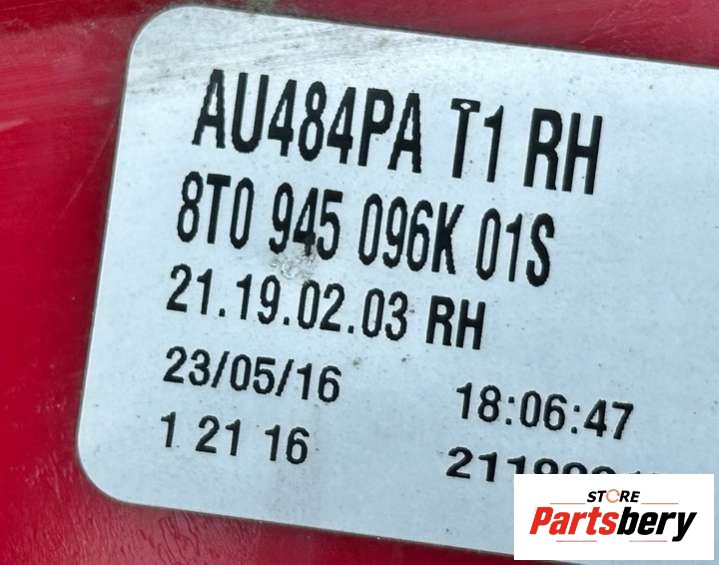 AU484PA T1 RH
8T0 945 096K 01S
21.19.02.03 RH
23/05/16 18:06:47
1 21 16
STORE
Partsbery